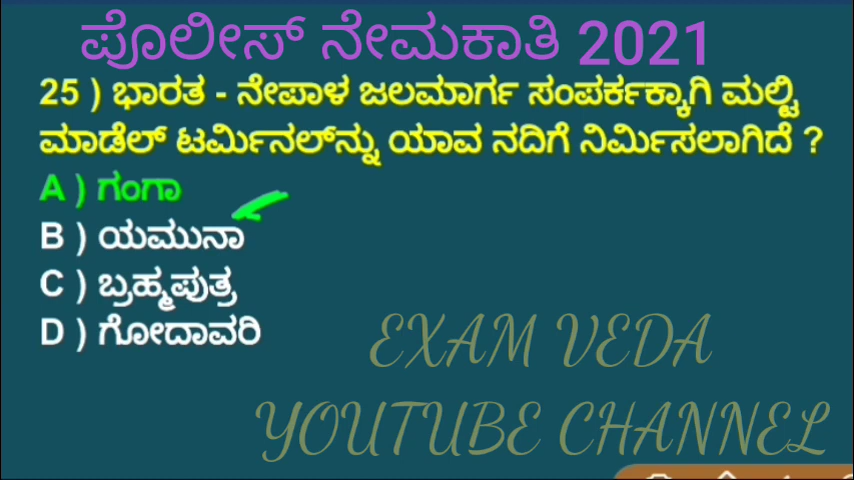 ಪೊಲೀಸ್ ನೇಮಕಾತಿ 2021
25 ) ಭಾರತ - ನೇಪಾಳ ಜಲಮಾರ್ಗ ಸಂಪರ್ಕಕ್ಕಾಗಿ ಮಲ್ಟಿ
ಮಾಡೆಲ್ ಟರ್ಮಿನಲ್‌ನ್ನು ಯಾವ ನದಿಗೆ ನಿರ್ಮಿಸಲಾಗಿದೆ ?
A ) ಗಂಗಾ
B ) ಯಮುನಾ
C ) ಬ್ರಹ್ಮಪುತ್ರ
D ) ಗೋದಾವರಿ
EXAM VEDA
YOUTUBE CHANNEL